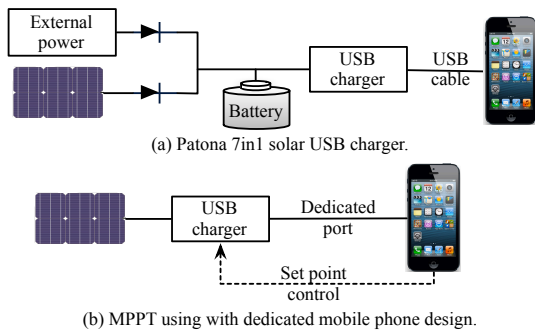 External
power
USB
charger
USB
cable
Battery
(a) Patona 7in1 solar USB charger.
USB
charger
Dedicated
port
Set point
control
(b) MPPT using with dedicated mobile phone design.